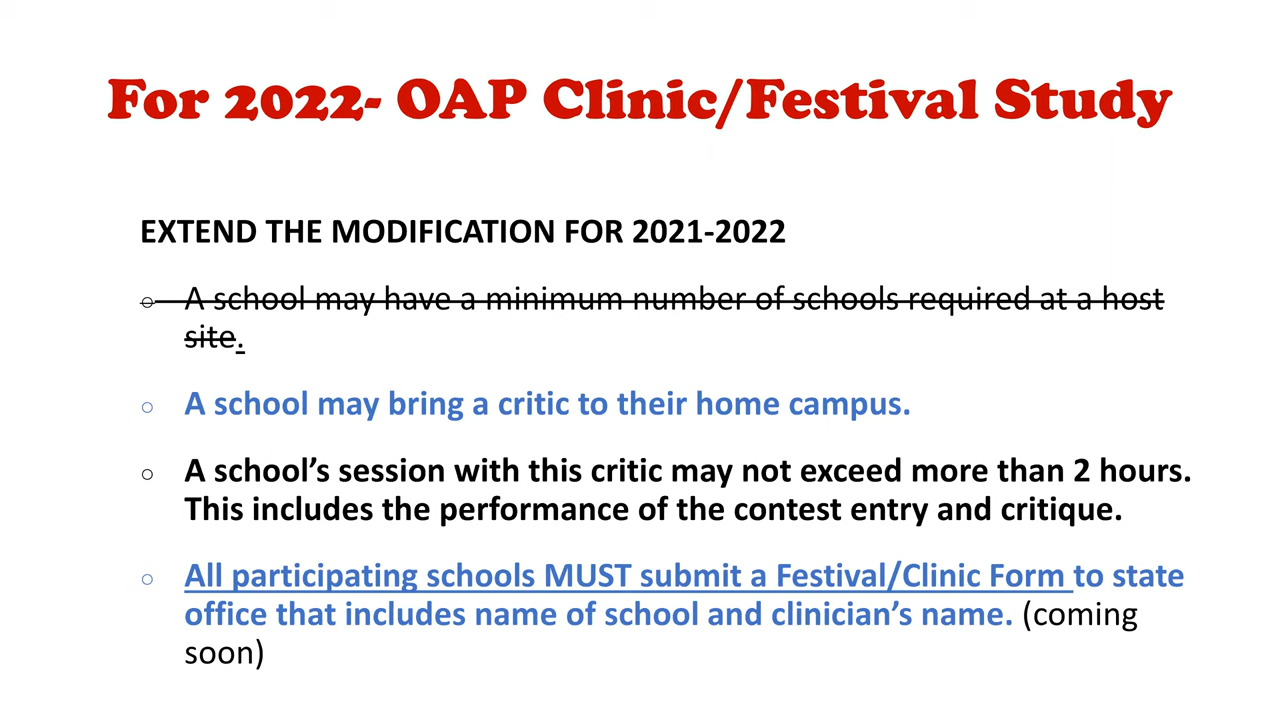 For 2022- OAP Clinic/Festival Study
EXTEND THE MODIFICATION FOR 2021-2022
○ A school may have a minimum number of schools required at a host
site.
○ A school may bring a critic to their home campus.
○ A school’s session with this critic may not exceed more than 2 hours.
This includes the performance of the contest entry and critique.
○ All participating schools MUST submit a Festival/Clinic Form to state
office that includes name of school and clinician’s name. (coming
soon)